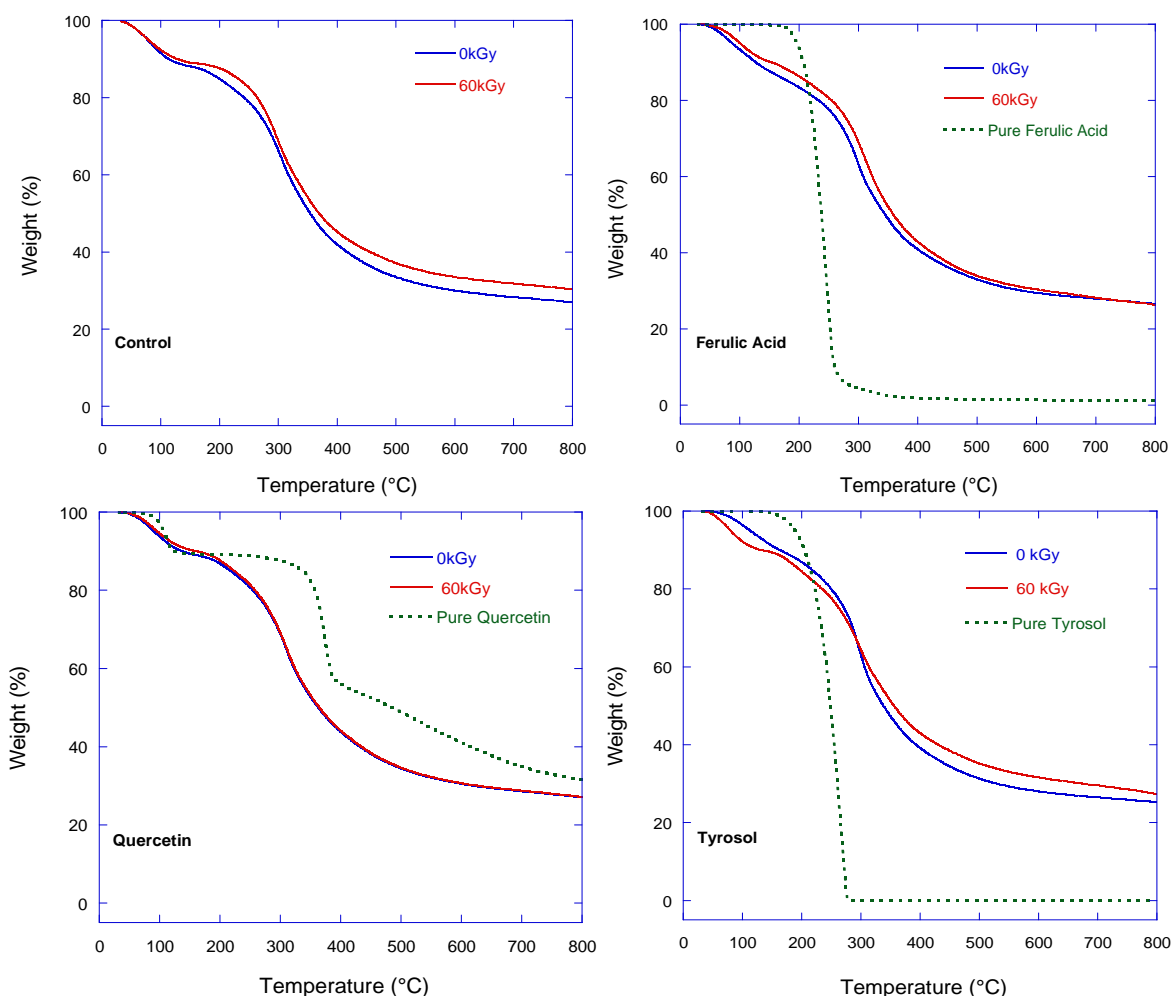 100
80
60
40
20
0
Weight (%)
0kGy
60kGy
Control
0 100 200 300 400 500 600 700 800
Temperature (°C)
100
80
60
40
20
0
Weight (%)
0kGy
60kGy
Pure Ferulic Acid
Ferulic Acid
0 100 200 300 400 500 600 700 800
Temperature (°C)
100
80
60
40
20
0
Weight (%)
0kGy
60kGy
Pure Quercetin
Quercetin
0 100 200 300 400 500 600 700 800
Temperature (°C)
100
80
60
40
20
0
Weight (%)
0 kGy
60 kGy
Pure Tyrosol
Tyrosol
0 100 200 300 400 500 600 700 800
Temperature (°C)